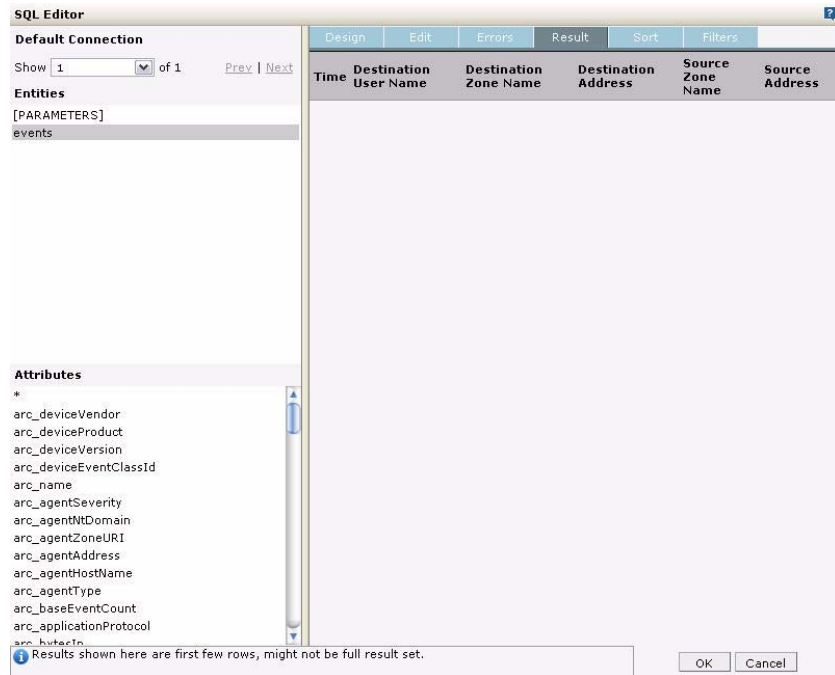 SQL Editor
?
Default Connection
Show 1 of 1 Prev | Next
Entities
[PARAMETERS]
events
Attributes
*
arc_deviceVendor
arc_deviceProduct
arc_deviceVersion
arc_deviceEventClassId
arc_name
arc_agentSeverity
arc_agentNtDomain
arc_agentZoneURI
arc_agentAddress
arc_agentHostName
arc_agentType
arc_baseEventCount
arc_applicationProtocol
arc_bytesIn
Design Edit Errors Result Sort Filters
Time
Destination
User Name
Destination
Zone Name
Destination
Address
Source
Zone
Name
Source
Address
Results shown here are first few rows, might not be full result set.
OK Cancel